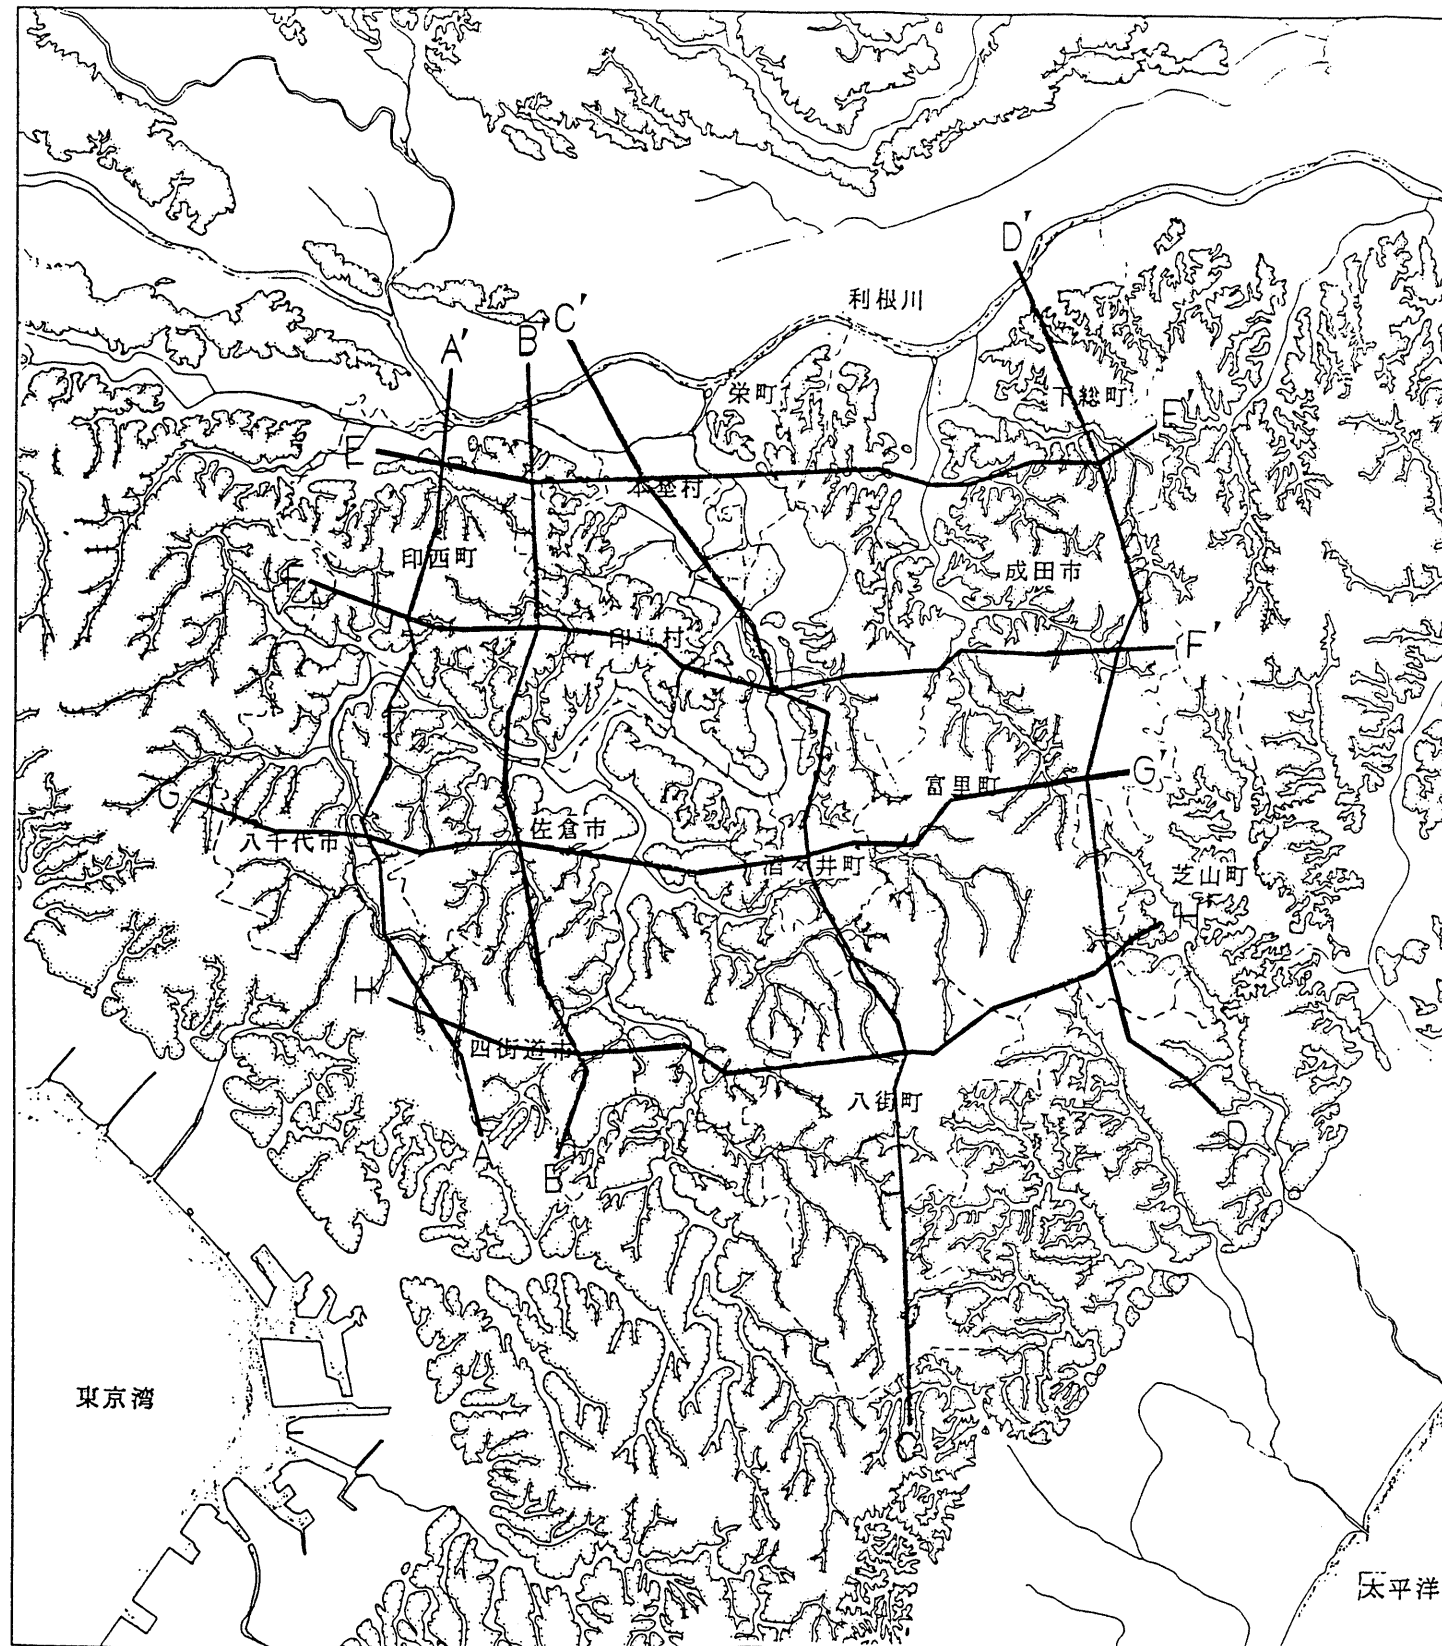 D'
利根川
C'
B'
A'
栄町
下総町
E'
E
本埜村
印西町
成田市
F
印旛村
F'
G'
富里町
G
佐倉市
八千代市
酒々井町
芝山町
H'
H
四街道市
八街町
D
A
B
東京湾
C
太平洋